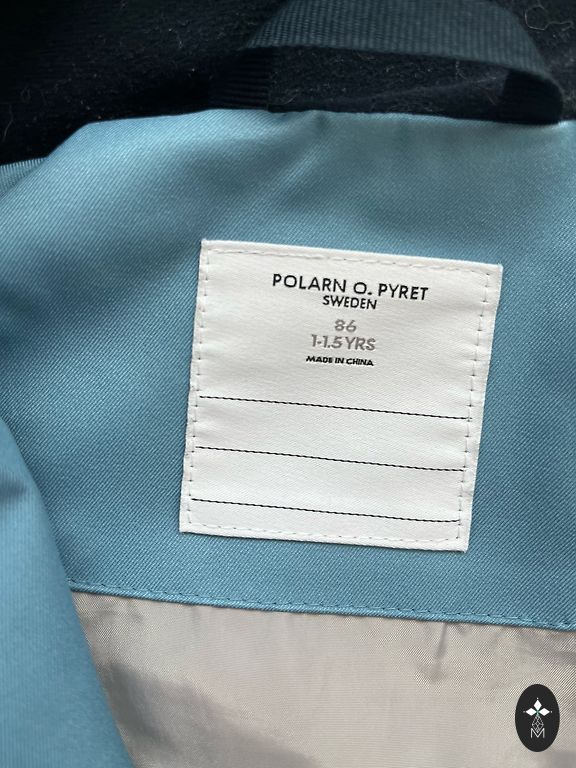 POLARN O. PYRET
SWEDEN
86
1-1.5 YRS
MADE IN CHINA
M